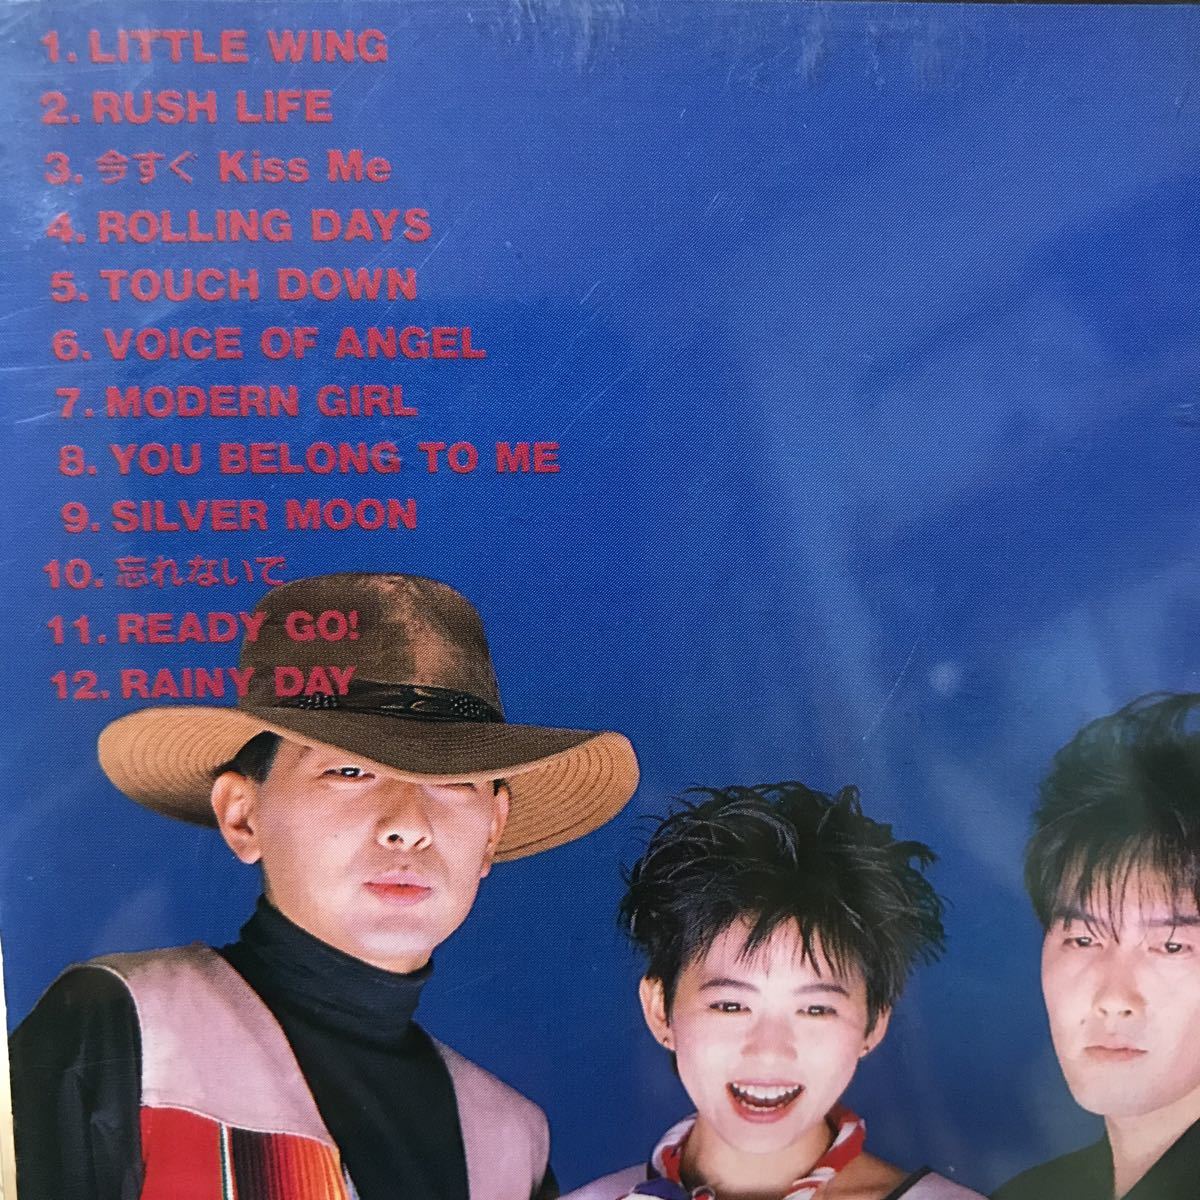 1. LITTLE WING
2. RUSH LIFE
3. 今すぐ Kiss Me
4. ROLLING DAYS
5. TOUCH DOWN
6. VOICE OF ANGEL
7. MODERN GIRL
8. YOU BELONG TO ME
9. SILVER MOON
10. 忘れないで
11. READY GO!
12. RAINY DAY